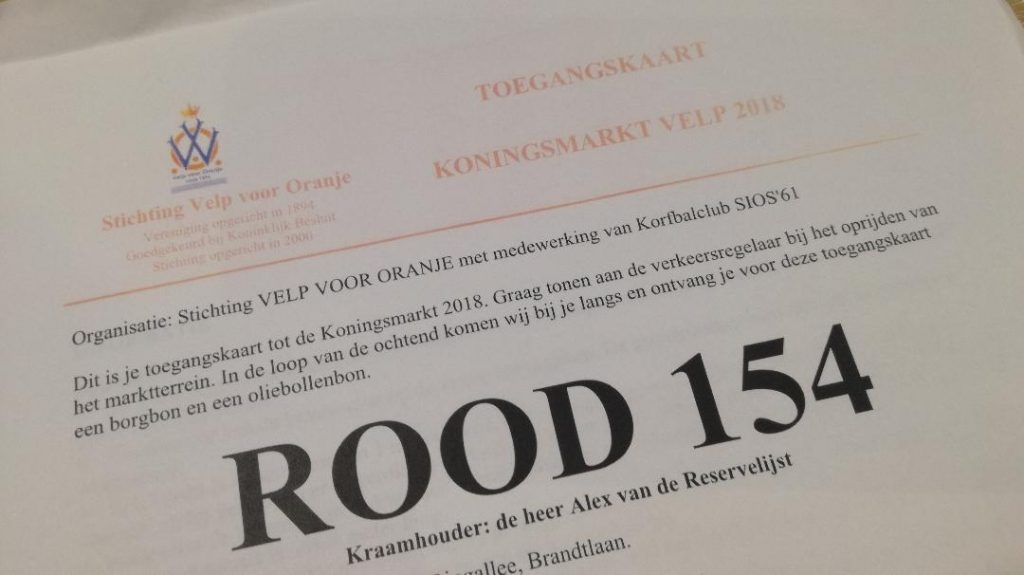 TOEGANGSKAART
KONINGSMARKT VELP 2018
Velp voor Oranje
Stichting Velp voor Oranje
Vereniging opgericht in 1894
Goedgekeurd bij Koninklijk Besluit
Stichting opgericht in 2000
Organisatie: Stichting VELP VOOR ORANJE met medewerking van Korfbalclub SIOS'61
Dit is je toegangskaart tot de Koningsmarkt 2018. Graag tonen aan de verkeersregelaar bij het oprijden van
het marktterrein. In de loop van de ochtend komen wij bij je langs en ontvang je voor deze toegangskaart
een borgbon en een oliebollenbon.
ROOD 154
Kraamhouder: de heer Alex van de Reservelijst
Brandtlaan.